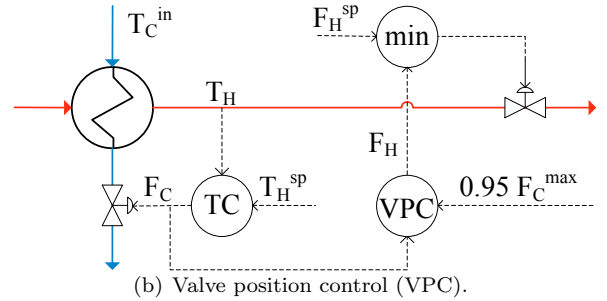 T_C^in
F_H^sp
min
T_H
F_H
F_C
TC
T_H^sp
VPC
0.95 F_C^max
(b) Valve position control (VPC).